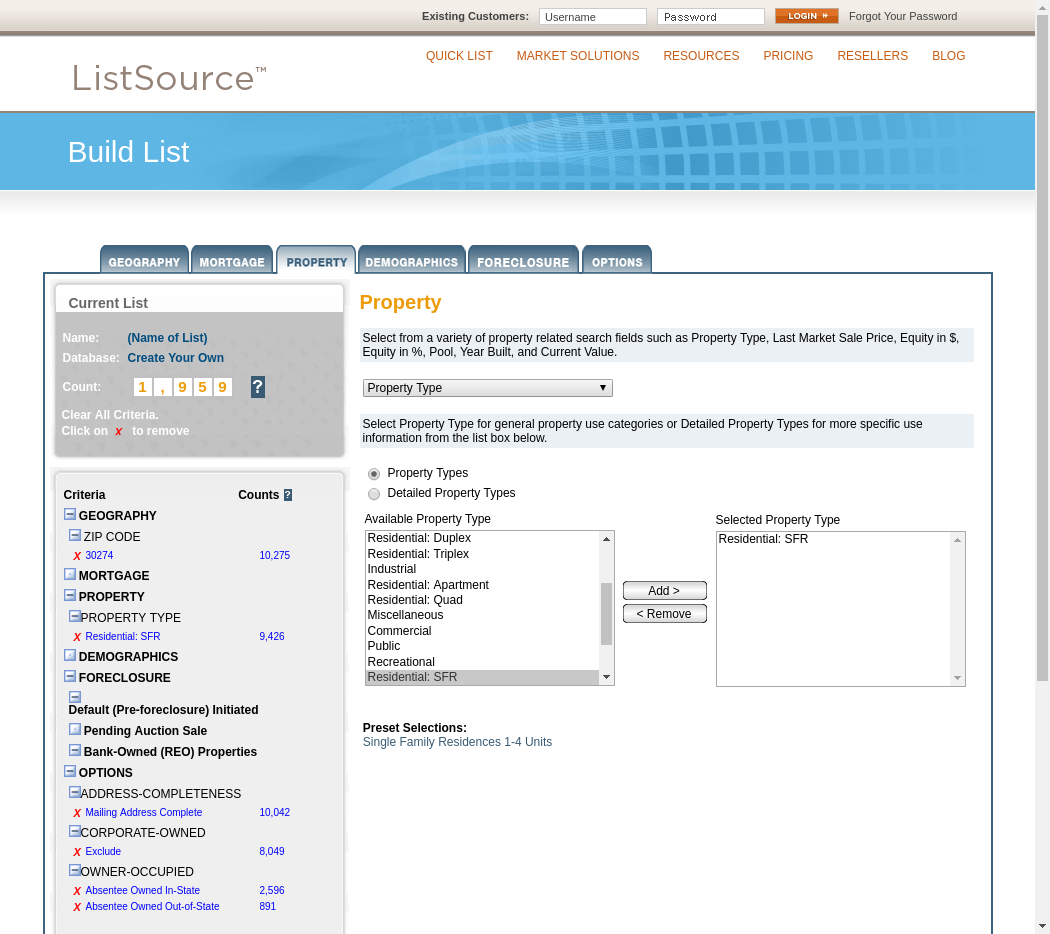 Existing Customers: Username Password LOGIN Forgot Your Password
QUICK LIST MARKET SOLUTIONS RESOURCES PRICING RESELLERS BLOG
ListSource™
Build List
GEOGRAPHY MORTGAGE PROPERTY DEMOGRAPHICS FORECLOSURE OPTIONS
Current List
Name: (Name of List)
Database: Create Your Own
Count: 1,959 ?
Clear All Criteria.
Click on x to remove
Criteria Counts ?
GEOGRAPHY
ZIP CODE
X 30274 10,275
MORTGAGE
PROPERTY
PROPERTY TYPE
X Residential: SFR 9,426
DEMOGRAPHICS
FORECLOSURE
Default (Pre-foreclosure) Initiated
Pending Auction Sale
Bank-Owned (REO) Properties
OPTIONS
ADDRESS-COMPLETENESS
X Mailing Address Complete 10,042
CORPORATE-OWNED
X Exclude 8,049
OWNER-OCCUPIED
X Absentee Owned In-State 2,596
X Absentee Owned Out-of-State 891
Property
Select from a variety of property related search fields such as Property Type, Last Market Sale Price, Equity in $,
Equity in %, Pool, Year Built, and Current Value.
Property Type
Select Property Type for general property use categories or Detailed Property Types for more specific use
information from the list box below.
Property Types
Detailed Property Types
Available Property Type
Residential: Duplex
Residential: Triplex
Industrial
Residential: Apartment
Residential: Quad
Miscellaneous
Commercial
Public
Recreational
Residential: SFR
Add >
< Remove
Selected Property Type
Residential: SFR
Preset Selections:
Single Family Residences 1-4 Units